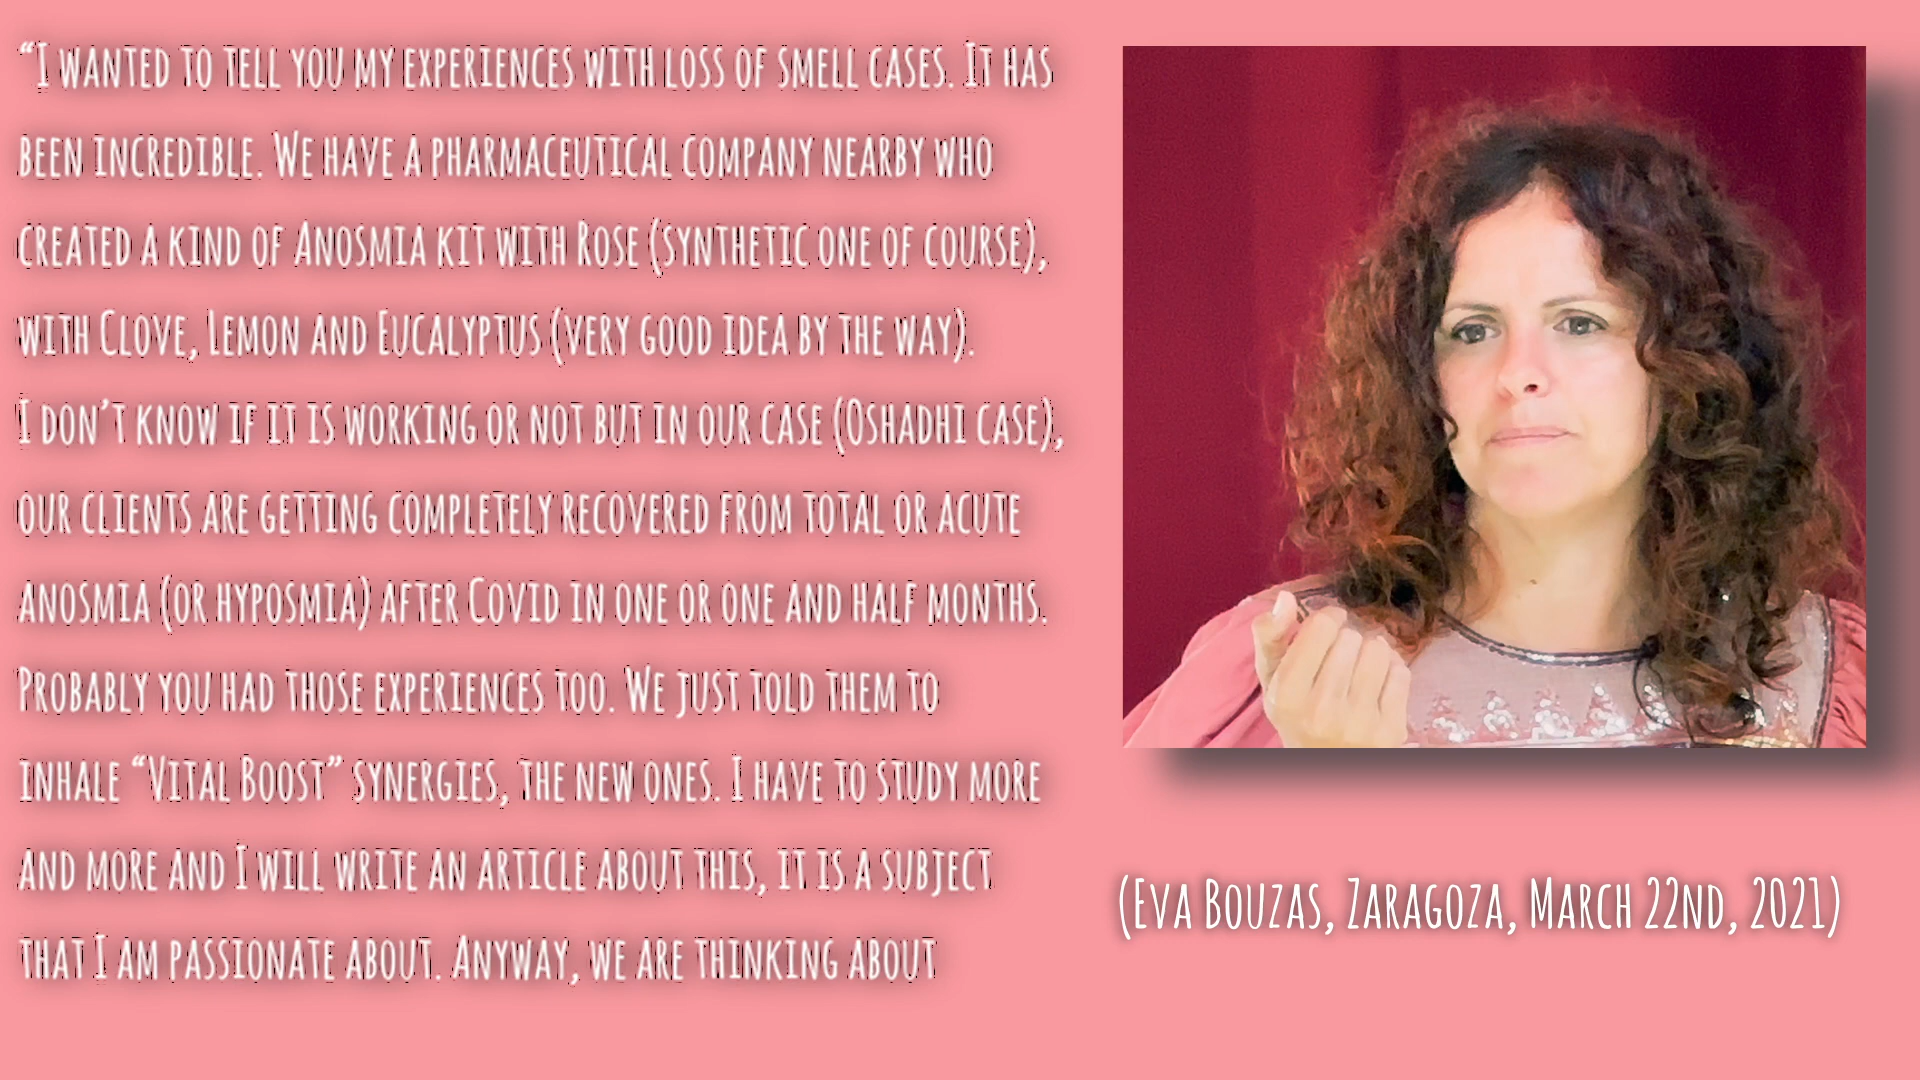 “I wanted to tell you my experiences with loss of smell cases. It has
been incredible. We have a pharmaceutical company nearby who
created a kind of Anosmia kit with Rose (synthetic one of course),
with Clove, Lemon and Eucalyptus (very good idea by the way).
I don’t know if it is working or not but in our case (Oshadhi case),
our clients are getting completely recovered from total or acute
anosmia (or hyposmia) after Covid in one or one and half months.
Probably you had those experiences too. We just told them to
inhale “Vital Boost” synergies, the new ones. I have to study more
and more and I will write an article about this, it is a subject
that I am passionate about. Anyway, we are thinking about
(Eva Bouzas, Zaragoza, March 22nd, 2021)